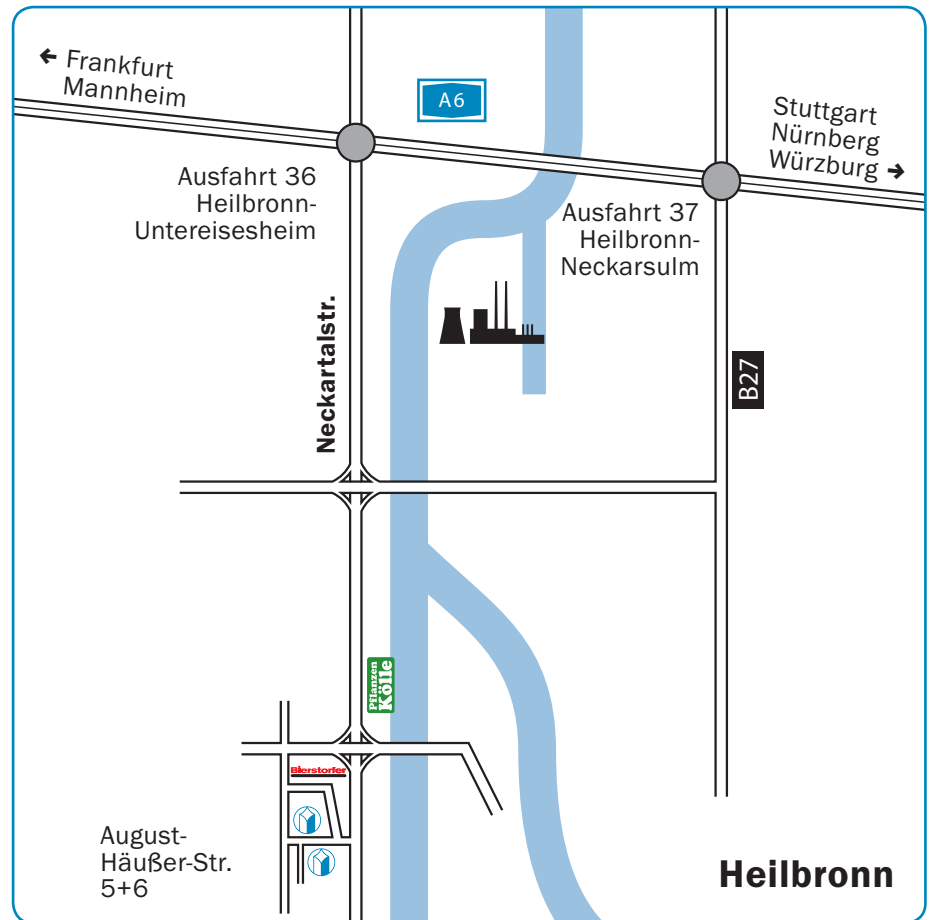 ← Frankfurt
Mannheim
A6
Stuttgart
Nürnberg
Würzburg →
Ausfahrt 36
Heilbronn-
Untereisesheim
Ausfahrt 37
Heilbronn-
Neckarsulm
Neckartalstr.
B27
Pflanzen
Kölle
Bierstorfer
August-
Häußer-Str.
5+6
Heilbronn